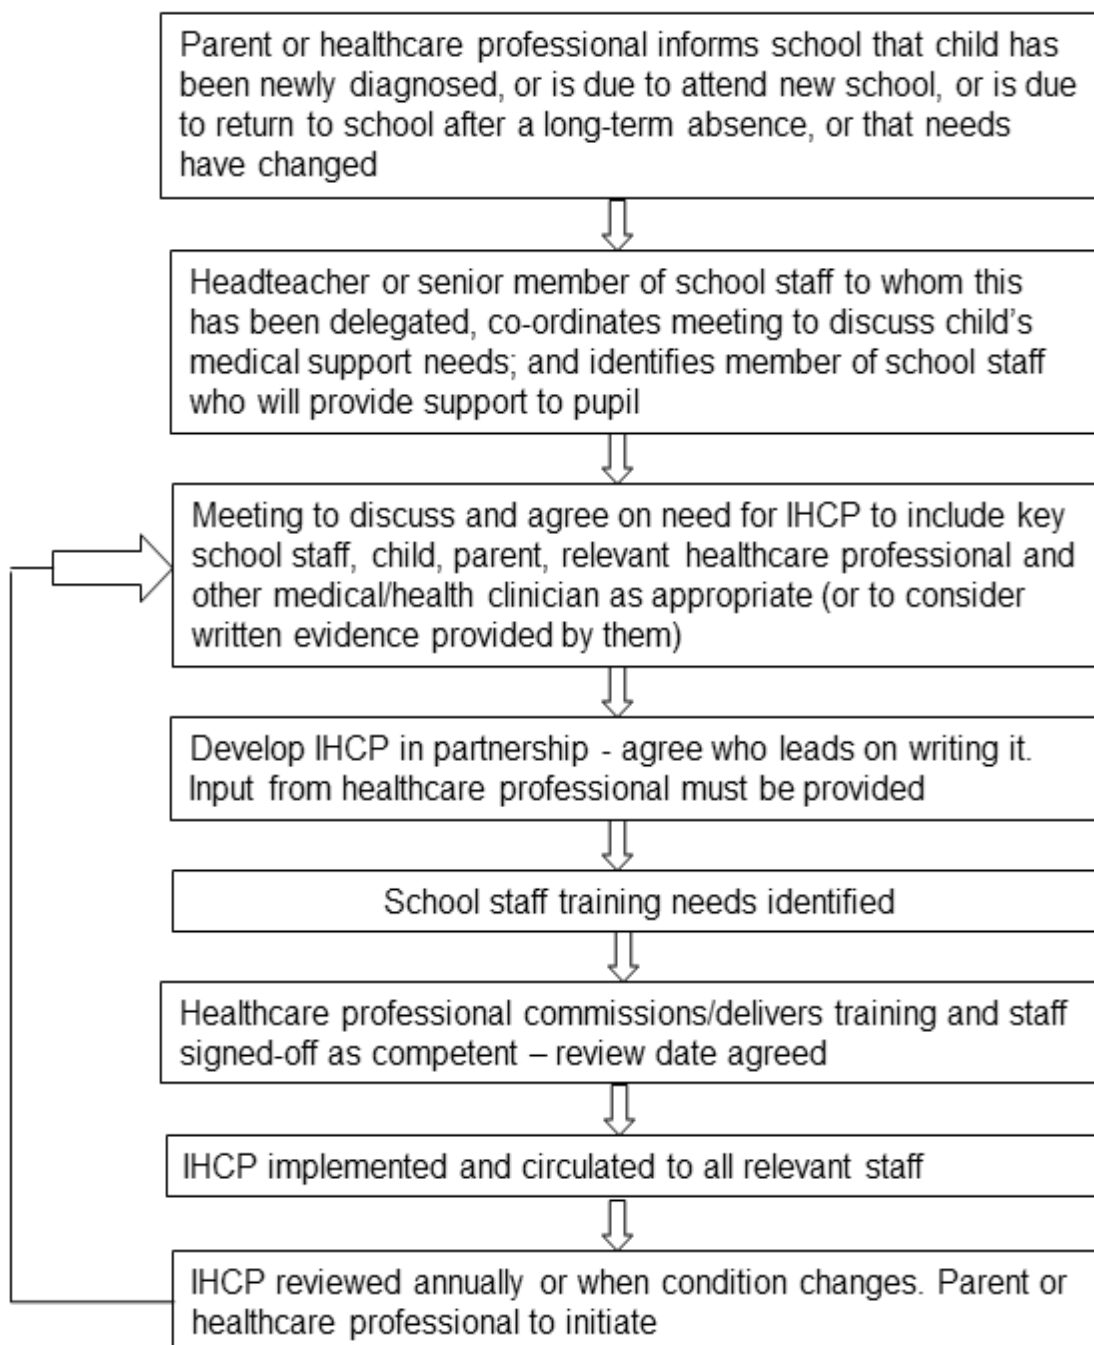 Parent or healthcare professional informs school that child has
been newly diagnosed, or is due to attend new school, or is due
to return to school after a long-term absence, or that needs
have changed
Headteacher or senior member of school staff to whom this
has been delegated, co-ordinates meeting to discuss child's
medical support needs; and identifies member of school staff
who will provide support to pupil
Meeting to discuss and agree on need for IHCP to include key
school staff, child, parent, relevant healthcare professional and
other medical/health clinician as appropriate (or to consider
written evidence provided by them)
Develop IHCP in partnership - agree who leads on writing it.
Input from healthcare professional must be provided
School staff training needs identified
Healthcare professional commissions/delivers training and staff
signed-off as competent – review date agreed
IHCP implemented and circulated to all relevant staff
IHCP reviewed annually or when condition changes. Parent or
healthcare professional to initiate